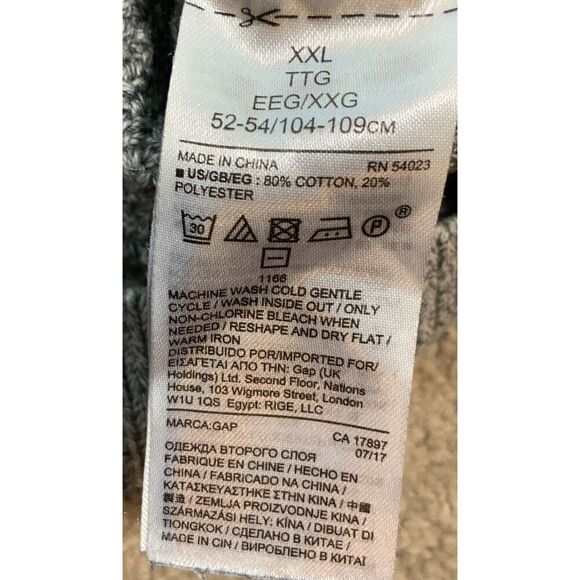 XXL
TTG
EEG/XXG
52-54/104-109CM
MADE IN CHINA RN 54023
■ US/GB/EG : 80% COTTON, 20%
POLYESTER
30 P ®
1166
MACHINE WASH COLD GENTLE
CYCLE / WASH INSIDE OUT / ONLY
NON-CHLORINE BLEACH WHEN
NEEDED / RESHAPE AND DRY FLAT /
WARM IRON
DISTRIBUIDO POR/IMPORTED FOR/
ΕΙΣΑΓΕΤΑΙ ΑΠΟ ΤΗΝ: Gap (UK
Holdings) Ltd. Second Floor, Nations
House, 103 Wigmore Street, London
W1U 1QS Egypt: RIGE, LLC
MARCA:GAP CA 17897
07/17
ОДЕЖДА ВТОРОГО СЛОЯ
FABRIQUE EN CHINE / HECHO EN
CHINA / FABRICADO NA CHINA /
ΚΑΤΑΣΚΕΥΑΣΤΗΚΕ ΣΤΗΝ ΚΙΝΑ / 中國
製造 / ZEMLJA PROIZVODNJE KINA /
SZÁRMAZÁSI HELY: KÍNA / DIBUAT DI
TIONGKOK / СДЕЛАНО В КИТАЕ /
MADE IN CIN / ВИРОБЛЕНО В КИТАЇ